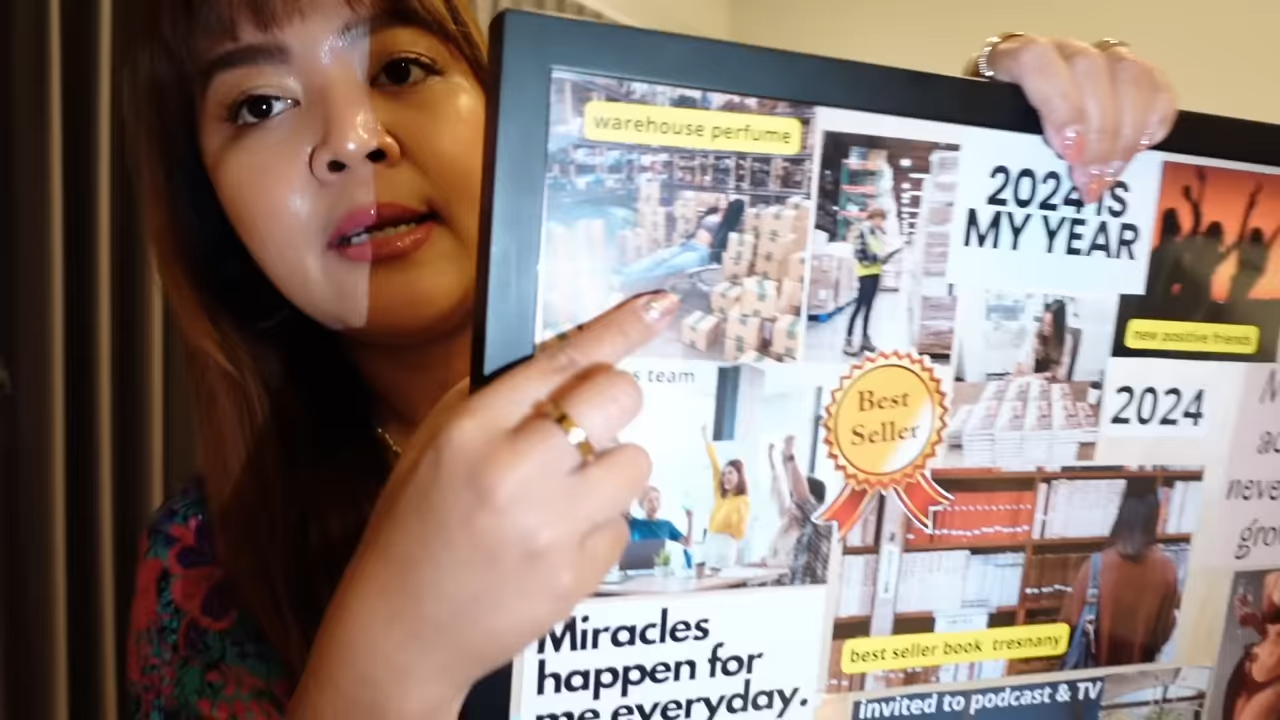 warehouse perfume
2024 IS
MY YEAR
new positive friends
s team
Best
Seller
2024
Miracles
happen for
me everyday.
best seller book tresnany
invited to podcast & TV